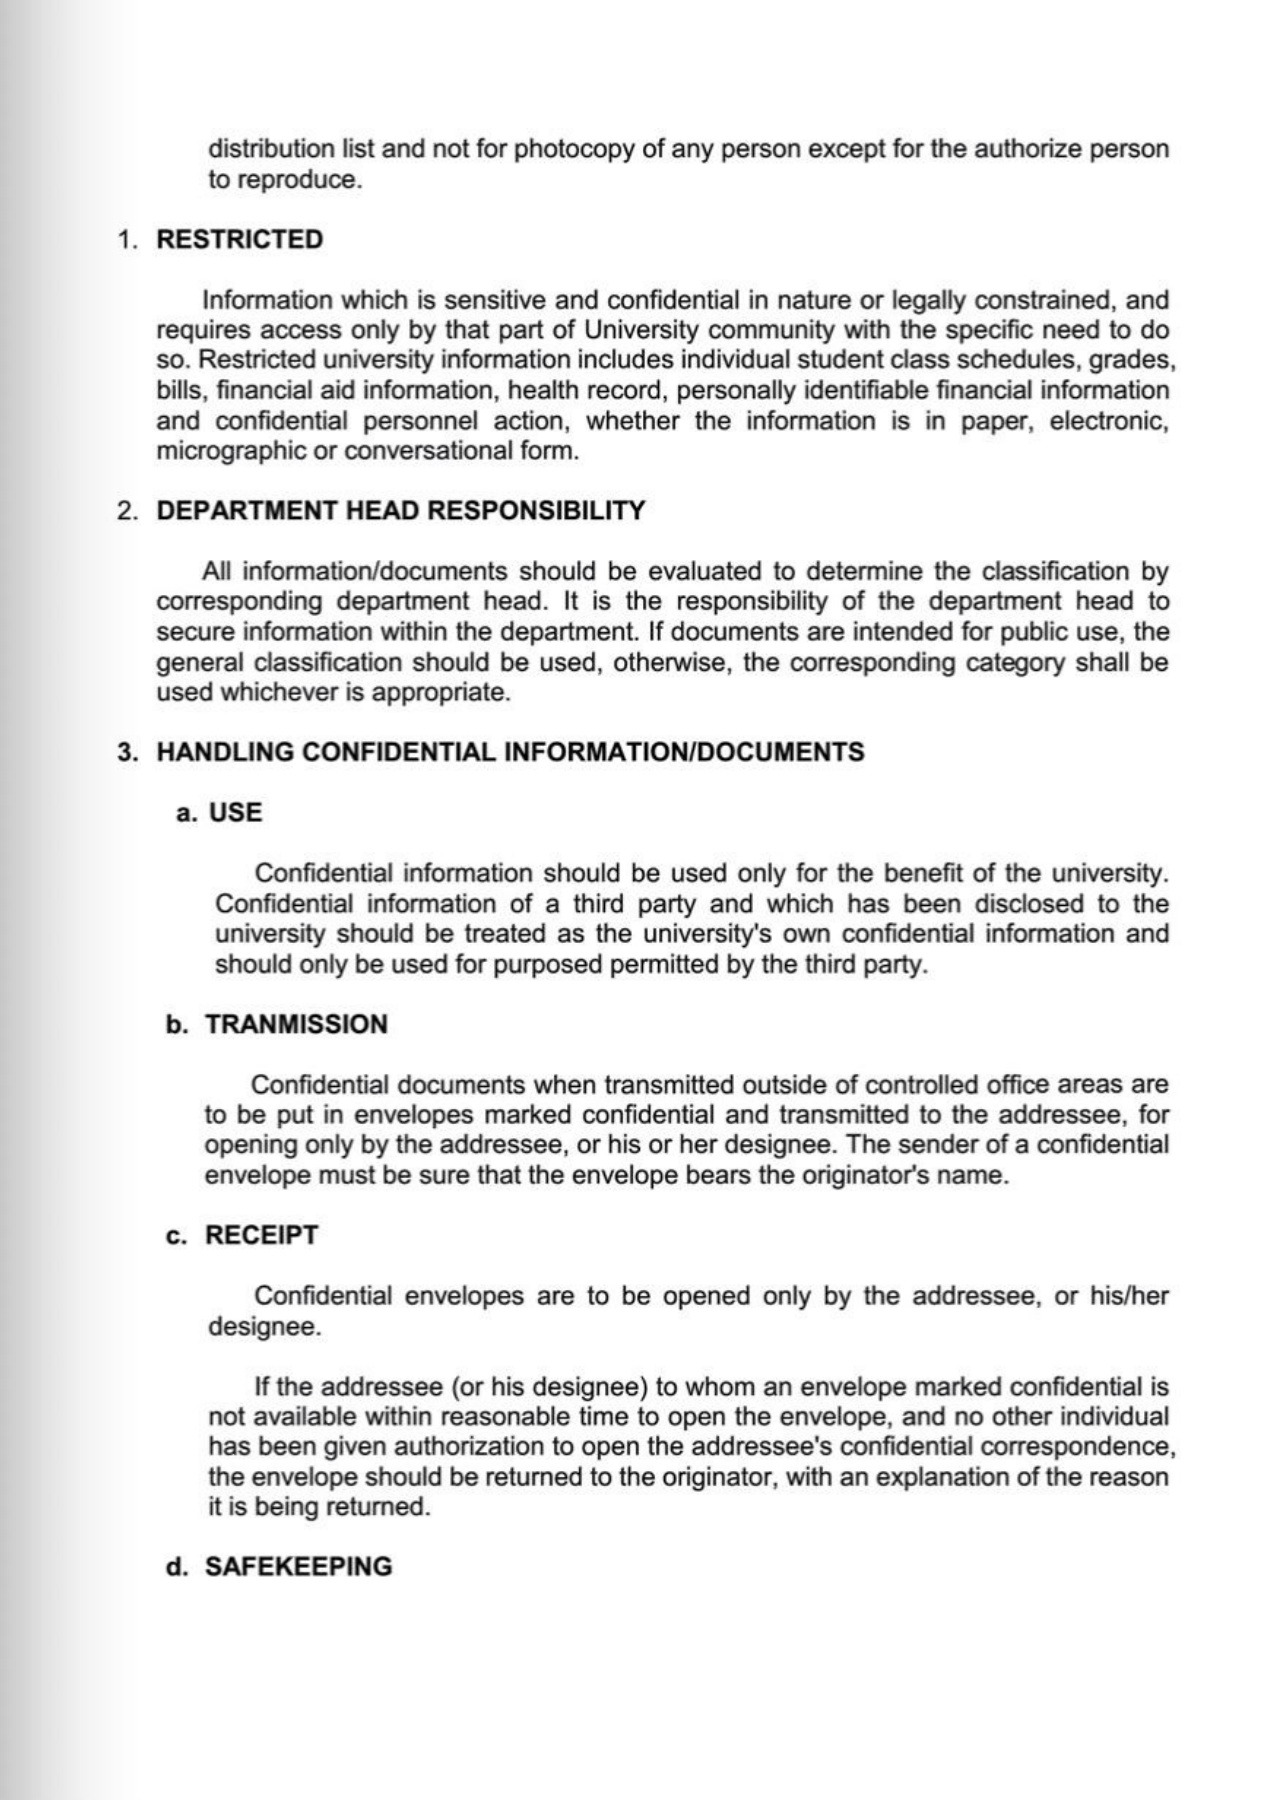 distribution list and not for photocopy of any person except for the authorize person
to reproduce.
1. RESTRICTED
Information which is sensitive and confidential in nature or legally constrained, and
requires access only by that part of University community with the specific need to do
so. Restricted university information includes individual student class schedules, grades,
bills, financial aid information, health record, personally identifiable financial information
and confidential personnel action, whether the information is in paper, electronic,
micrographic or conversational form.
2. DEPARTMENT HEAD RESPONSIBILITY
All information/documents should be evaluated to determine the classification by
corresponding department head. It is the responsibility of the department head to
secure information within the department. If documents are intended for public use, the
general classification should be used, otherwise, the corresponding category shall be
used whichever is appropriate.
3. HANDLING CONFIDENTIAL INFORMATION/DOCUMENTS
a. USE
Confidential information should be used only for the benefit of the university.
Confidential information of a third party and which has been disclosed to the
university should be treated as the university's own confidential information and
should only be used for purposed permitted by the third party.
b. TRANMISSION
Confidential documents when transmitted outside of controlled office areas are
to be put in envelopes marked confidential and transmitted to the addressee, for
opening only by the addressee, or his or her designee. The sender of a confidential
envelope must be sure that the envelope bears the originator's name.
c. RECEIPT
Confidential envelopes are to be opened only by the addressee, or his/her
designee.
If the addressee (or his designee) to whom an envelope marked confidential is
not available within reasonable time to open the envelope, and no other individual
has been given authorization to open the addressee's confidential correspondence,
the envelope should be returned to the originator, with an explanation of the reason
it is being returned.
d. SAFEKEEPING